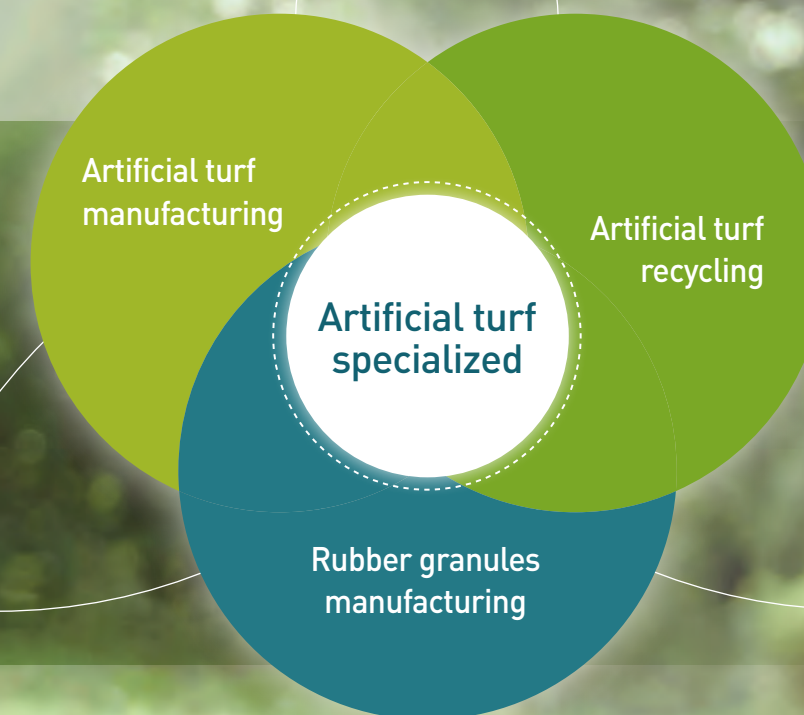 Artificial turf
manufacturing
Artificial turf
recycling
Artificial turf
specialized
Rubber granules
manufacturing